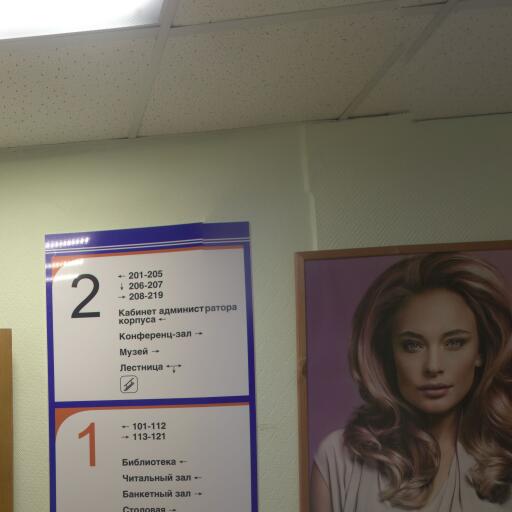 2
← 201-205
↓ 206-207
→ 208-219
Кабинет администратора
корпуса ←
Конференц-зал →
Музей →
Лестница ←→
1
← 101-112
→ 113-121
Библиотека ←
Читальный зал ←
Банкетный зал →
Столовая →